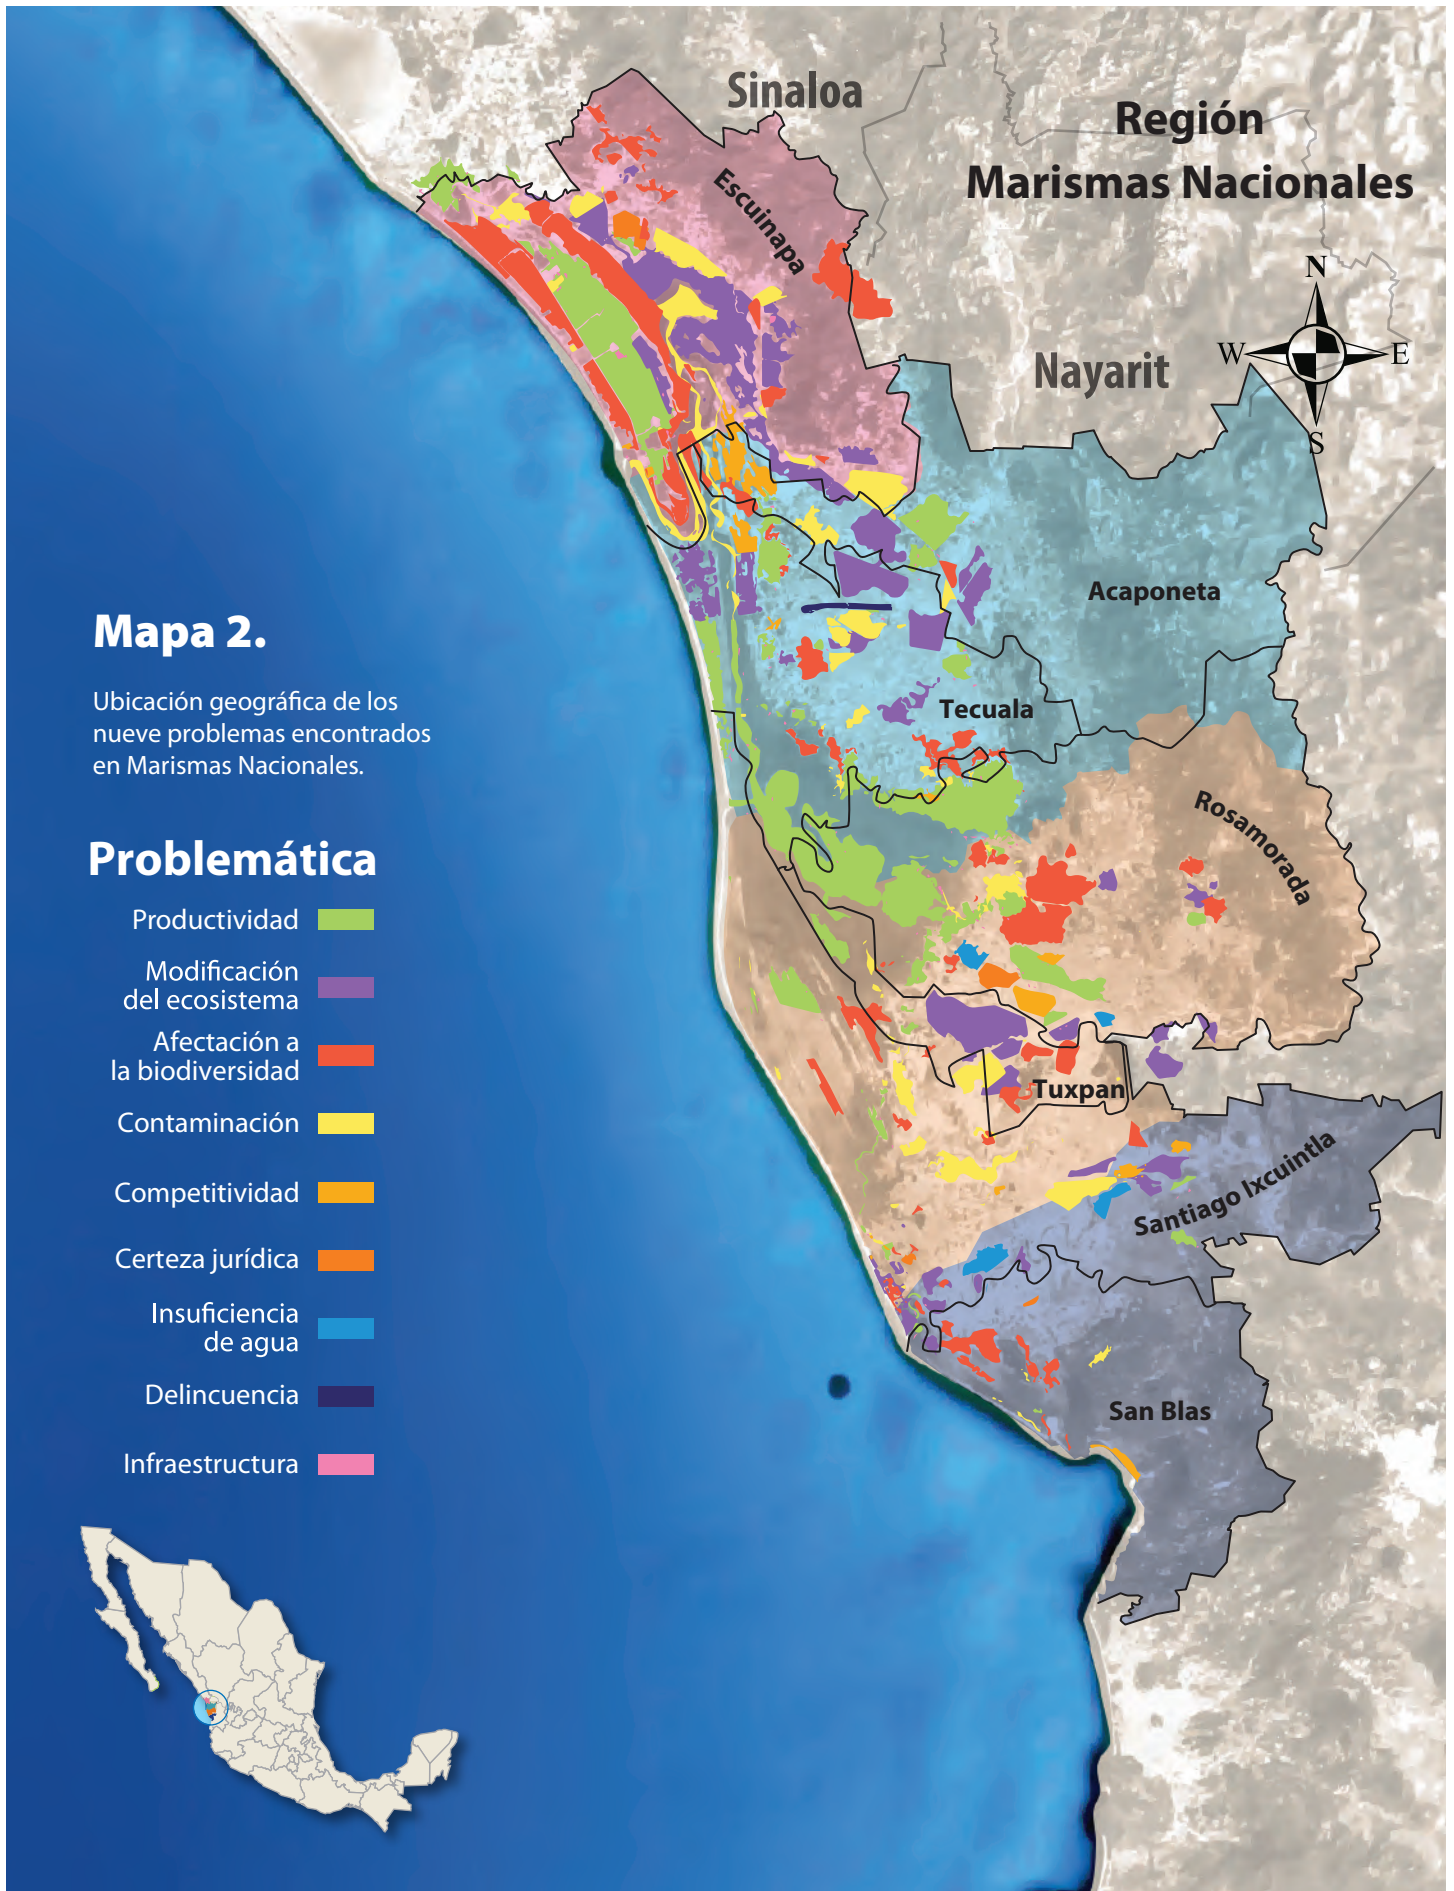 Sinaloa
Región
Marismas Nacionales
Escuinapa
N
W
E
S
Nayarit
Acaponeta
Mapa 2.
Ubicación geográfica de los
nueve problemas encontrados
en Marismas Nacionales.
Tecuala
Rosamorada
Problemática
Productividad
Modificación
del ecosistema
Afectación a
la biodiversidad
Contaminación
Competitividad
Certeza jurídica
Insuficiencia
de agua
Delincuencia
Infraestructura
Tuxpan
Santiago Ixcuintla
San Blas